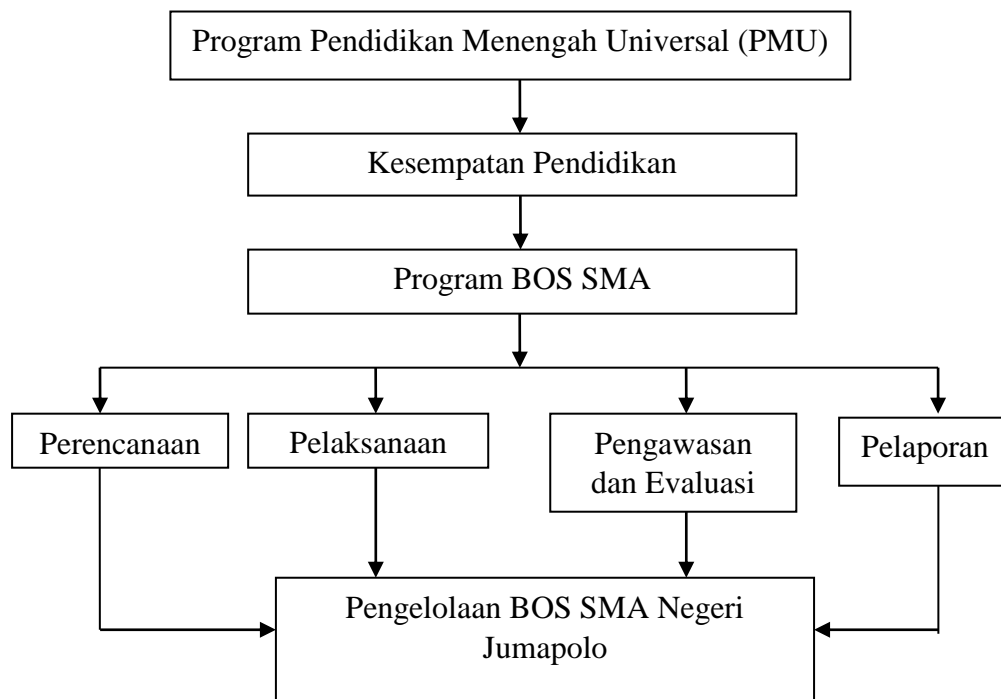 Program Pendidikan Menengah Universal (PMU)
Kesempatan Pendidikan
Program BOS SMA
Perencanaan
Pelaksanaan
Pengawasan
dan Evaluasi
Pelaporan
Pengelolaan BOS SMA Negeri
Jumapolo